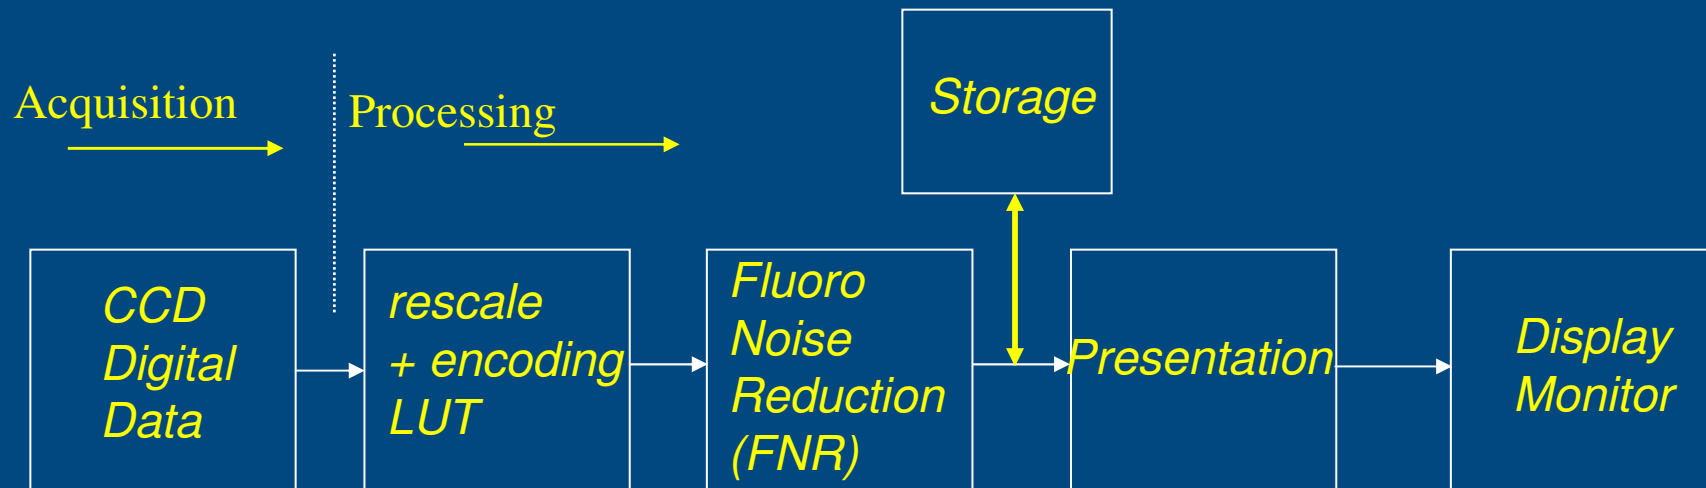 Acquisition
Processing
Storage
CCD
Digital
Data
rescale
+ encoding
LUT
Fluoro
Noise
Reduction
(FNR)
Presentation
Display
Monitor